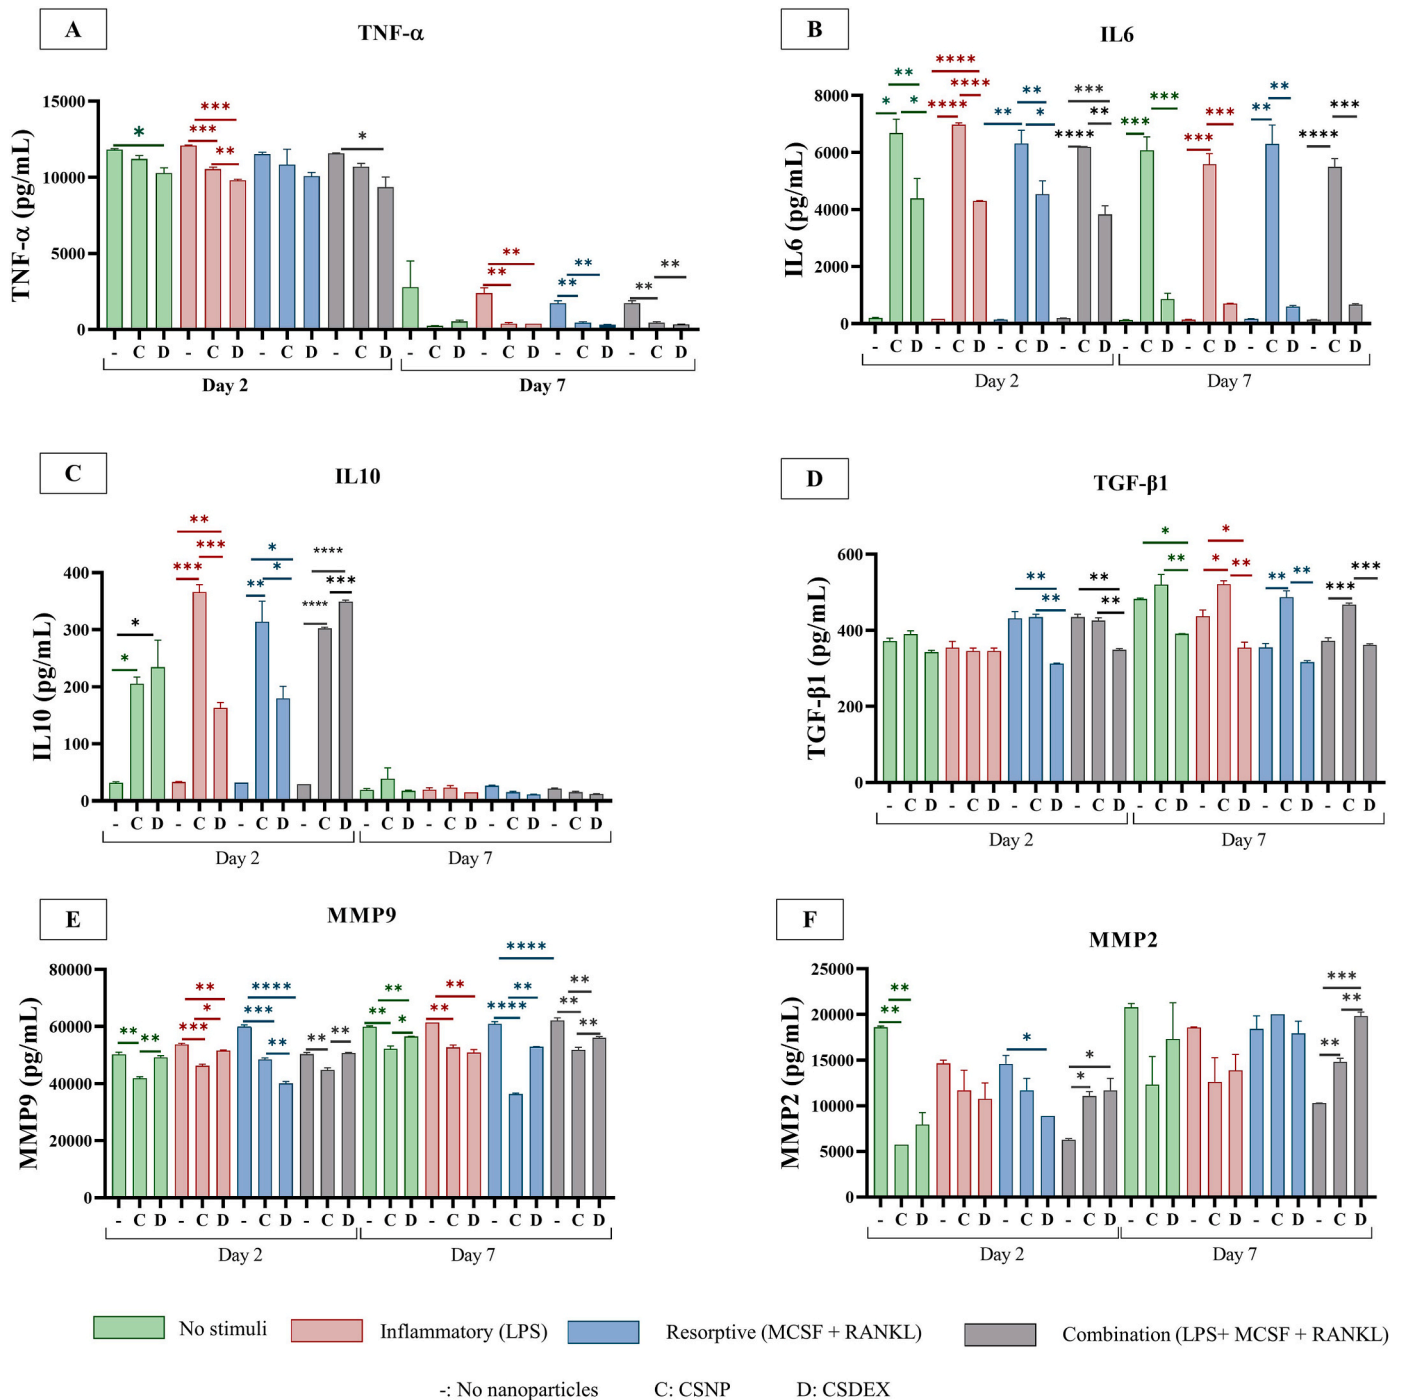 A
TNF-α
TNF-α (pg/mL)
15000
10000
5000
0
* *** *** ** * ** ** ** ** ** **
- C D - C D - C D - C D - C D - C D - C D - C D
Day 2 Day 7
B
IL6
IL6 (pg/mL)
8000
6000
4000
2000
0
** * * **** **** **** ** ** * *** ** **** *** *** *** *** ** ** *** ****
- C D - C D - C D - C D - C D - C D - C D - C D
Day 2 Day 7
C
IL10
IL10 (pg/mL)
400
300
200
100
0
* * ** *** *** * * ** **** *** ****
- C D - C D - C D - C D - C D - C D - C D - C D
Day 2 Day 7
D
TGF-β1
TGF-β1 (pg/mL)
600
400
200
0
** ** ** ** * ** * * ** ** ** *** ***
- C D - C D - C D - C D - C D - C D - C D - C D
Day 2 Day 7
E
MMP9
MMP9 (pg/mL)
80000
60000
40000
20000
0
** ** ** * *** **** *** ** ** ** ** ** * ** ** **** ** **** ** ** **
- C D - C D - C D - C D - C D - C D - C D - C D
Day 2 Day 7
F
MMP2
MMP2 (pg/mL)
25000
20000
15000
10000
5000
0
** ** * * * *** ** **
- C D - C D - C D - C D - C D - C D - C D - C D
Day 2 Day 7
No stimuli Inflammatory (LPS) Resorptive (MCSF + RANKL) Combination (LPS+ MCSF + RANKL)
-: No nanoparticles C: CSNP D: CSDEX